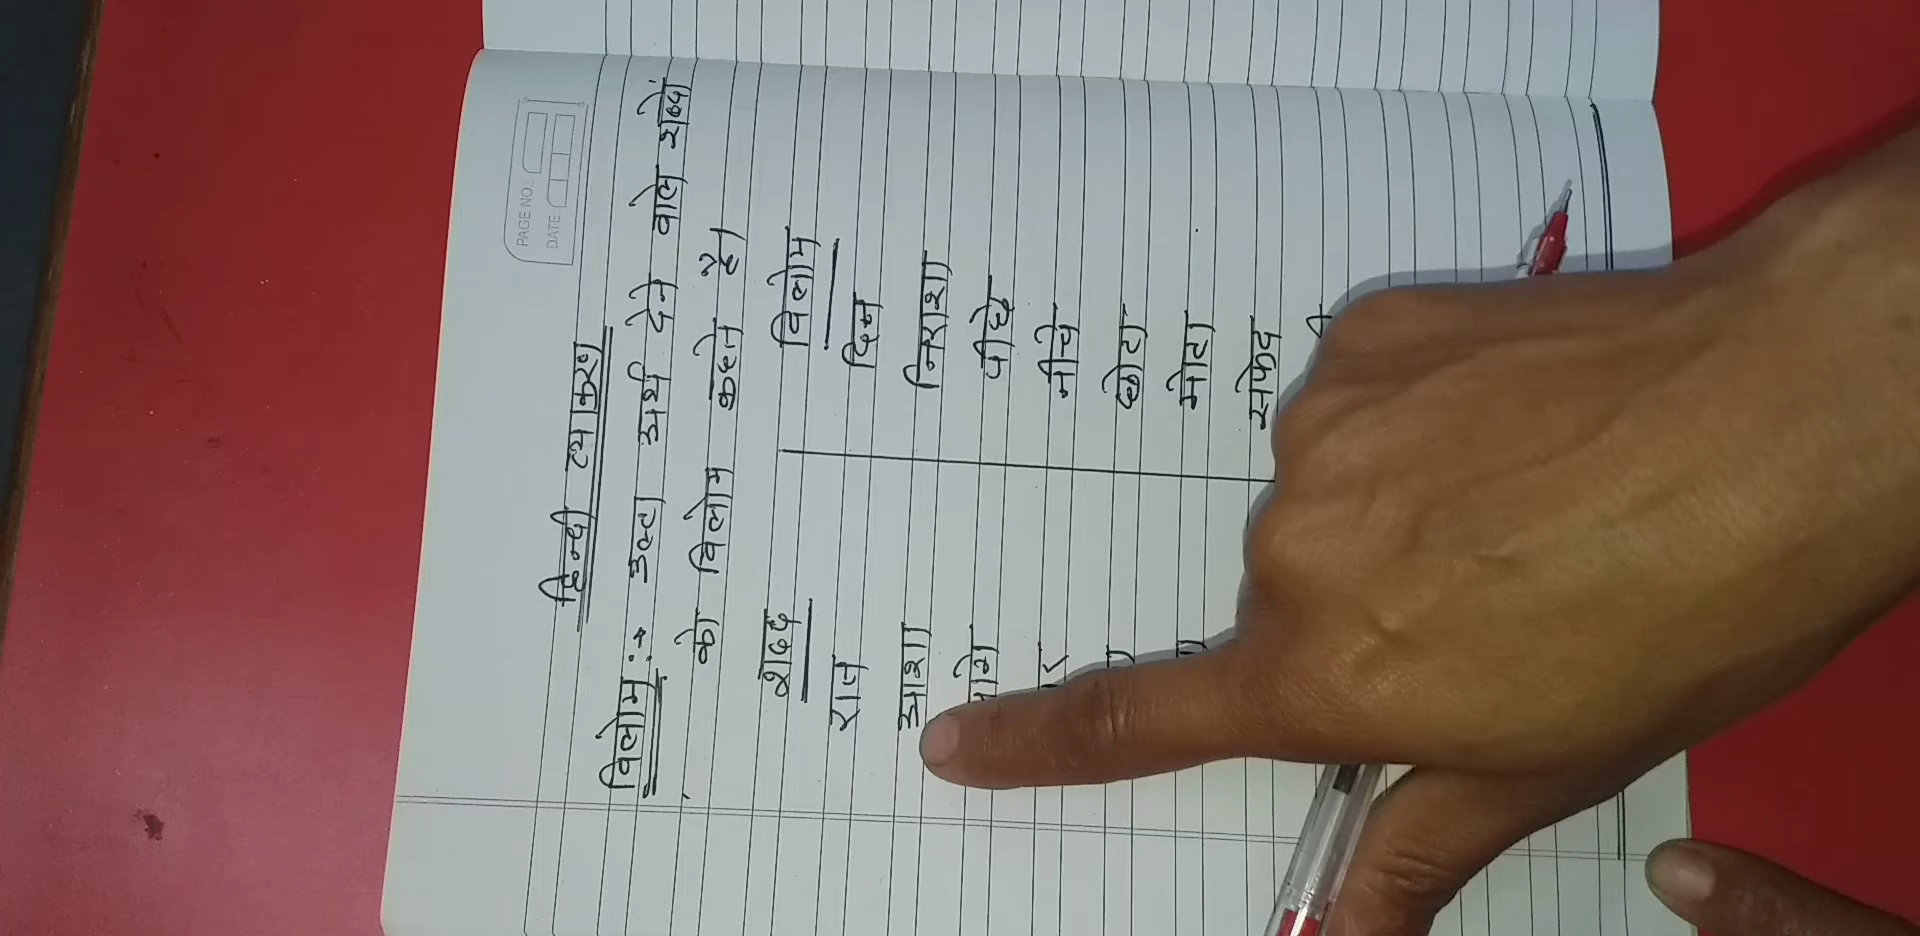 PAGE NO.:
DATE
हिन्दी व्याकरण
विलोम :→ उल्टा अर्थ देने वाले शब्दों
को विलोम कहते हैं।
शब्द विलोम
रात दिन
आशा निराशा
पीछे
नीचे
छोटा
मोटा
सफेद